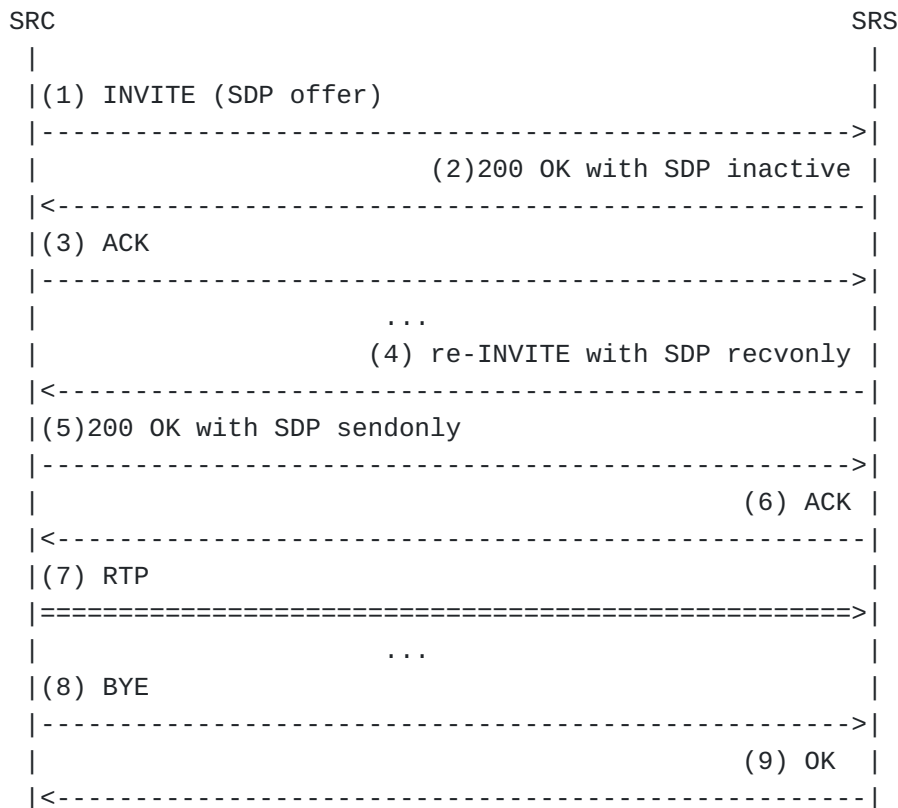 SRC                                                   SRS
 |                                                     |
 |(1) INVITE (SDP offer)                               |
 |---------------------------------------------------->|
 |                         (2)200 OK with SDP inactive |
 |<----------------------------------------------------|
 |(3) ACK                                              |
 |---------------------------------------------------->|
 |                      ...                            |
 |                     (4) re-INVITE with SDP recvonly |
 |<----------------------------------------------------|
 |(5)200 OK with SDP sendonly                          |
 |---------------------------------------------------->|
 |                                             (6) ACK |
 |<----------------------------------------------------|
 |(7) RTP                                              |
 |====================================================>|
 |                      ...                            |
 |(8) BYE                                              |
 |---------------------------------------------------->|
 |                                             (9) OK  |
 |<----------------------------------------------------|